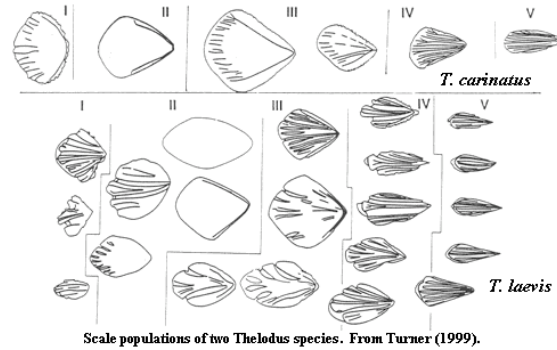 I II III IV V
T. carinatus
I II III IV V
T. laevis
Scale populations of two Thelodus species. From Turner (1999).